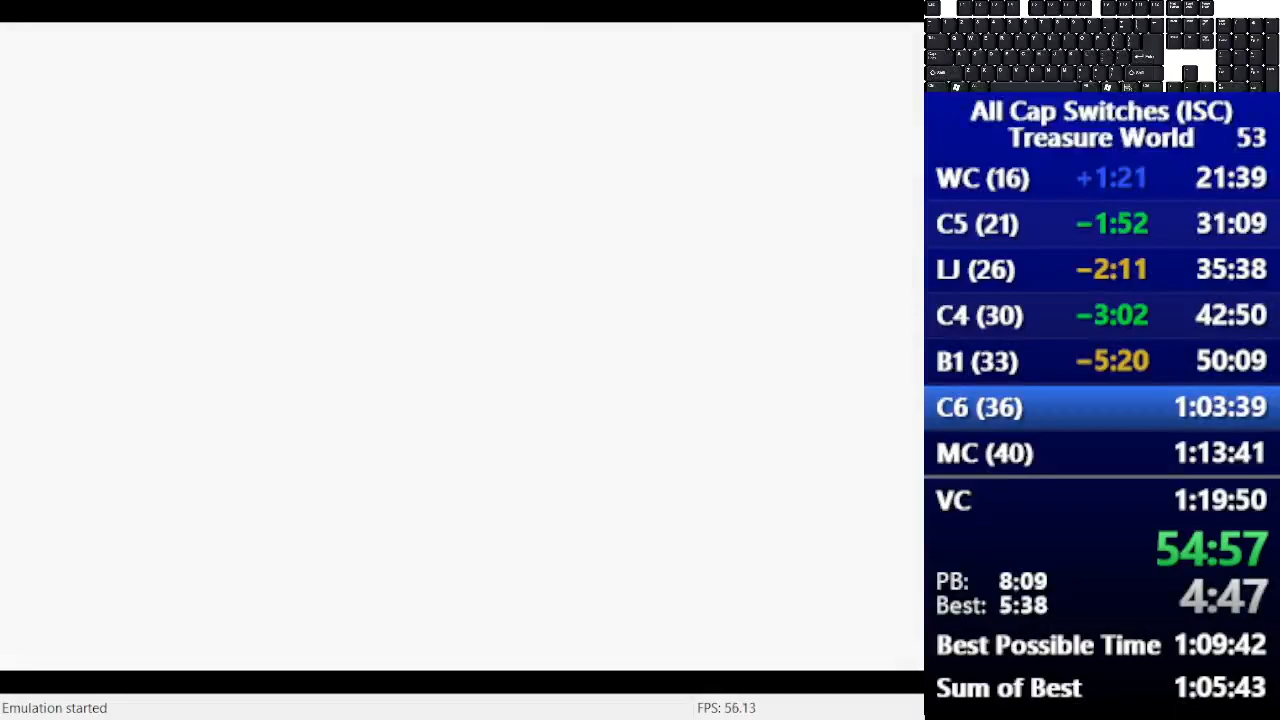 All Cap Switches (ISC)
Treasure World 53
WC (16) +1:21 21:39
C5 (21) −1:52 31:09
LJ (26) −2:11 35:38
C4 (30) −3:02 42:50
B1 (33) −5:20 50:09
C6 (36) 1:03:39
MC (40) 1:13:41
VC 1:19:50
54:57
PB: 8:09
4:47
Best: 5:38
Best Possible Time 1:09:42
Sum of Best 1:05:43
Emulation started FPS: 56.13